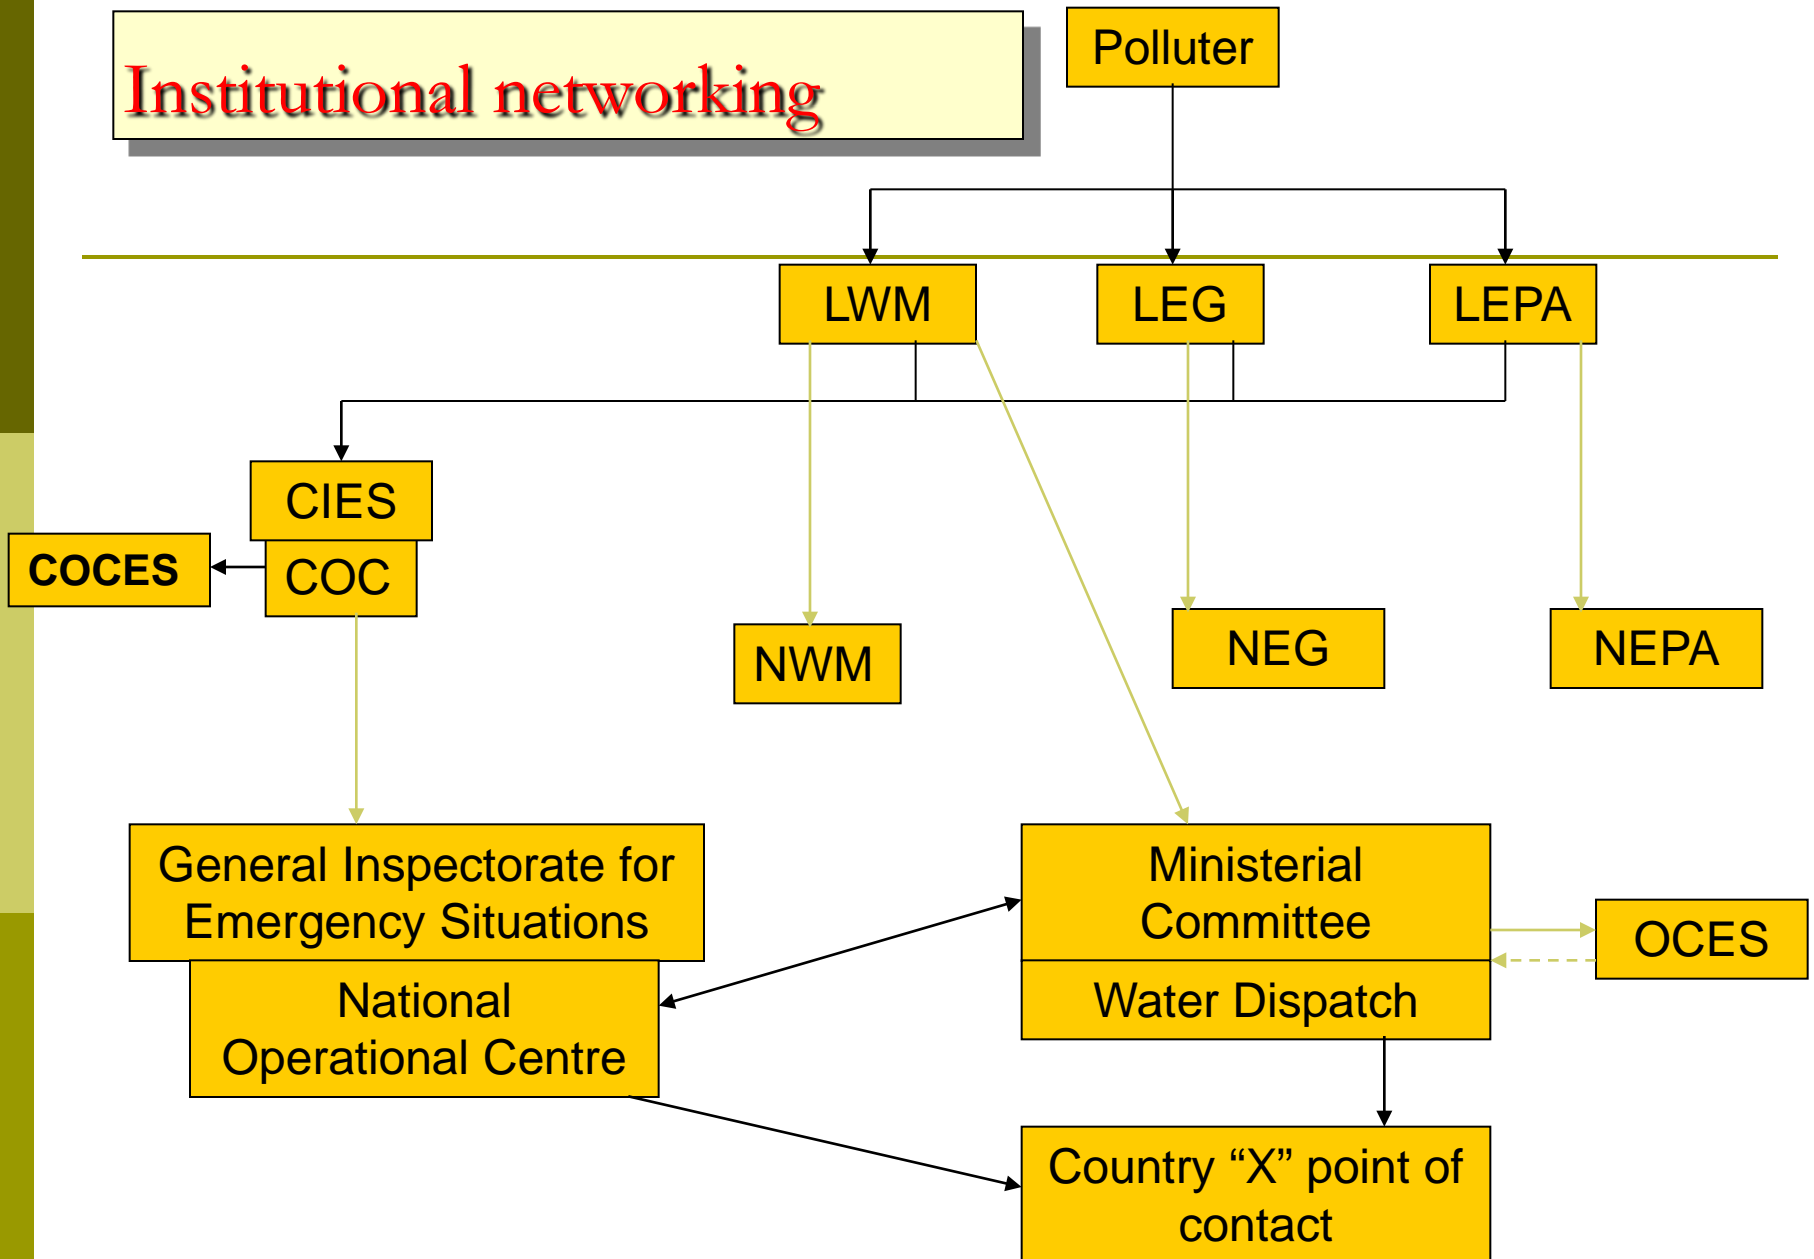 Institutional networking
Polluter
LWM
LEG
LEPA
CIES
COCES
COC
NWM
NEG
NEPA
General Inspectorate for
Emergency Situations
National
Operational Centre
Ministerial
Committee
Water Dispatch
OCES
Country “X” point of
contact